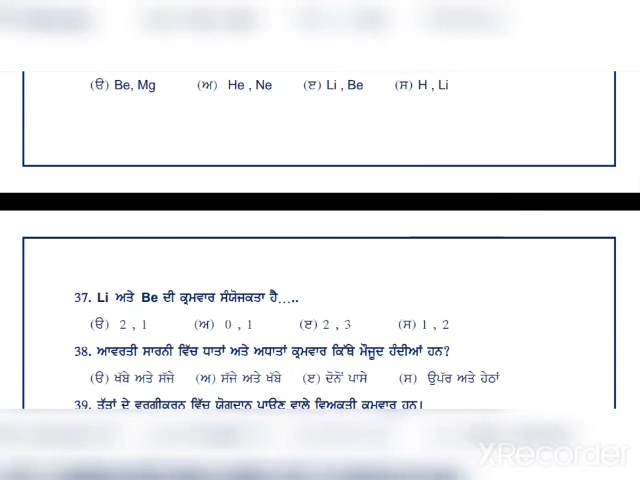 (ੳ) Be, Mg (ਅ) He , Ne (ੲ) Li , Be (ਸ) H , Li
37. Li ਅਤੇ Be ਦੀ ਕ੍ਰਮਵਾਰ ਸੰਯੋਜਕਤਾ ਹੈ.....
(ੳ) 2 , 1 (ਅ) 0 , 1 (ੲ) 2 , 3 (ਸ) 1 , 2
38. ਆਵਰਤੀ ਸਾਰਨੀ ਵਿੱਚ ਧਾਤਾਂ ਅਤੇ ਅਧਾਤਾਂ ਕ੍ਰਮਵਾਰ ਕਿੱਥੇ ਮੌਜੂਦ ਹੰਦੀਆਂ ਹਨ?
(ੳ) ਖੱਬੇ ਅਤੇ ਸੱਜੇ (ਅ) ਸੱਜੇ ਅਤੇ ਖੱਬੇ (ੲ) ਦੋਨੋਂ ਪਾਸੇ (ਸ) ਉਪੱਰ ਅਤੇ ਹੇਠਾਂ
39. ਤੱਤਾਂ ਦੇ ਵਰਗੀਕਰਨ ਵਿੱਚ ਯੋਗਦਾਨ ਪਾਉਣ ਵਾਲੇ ਵਿਅਕਤੀ ਕ੍ਰਮਵਾਰ ਹਨ।
XRecorder